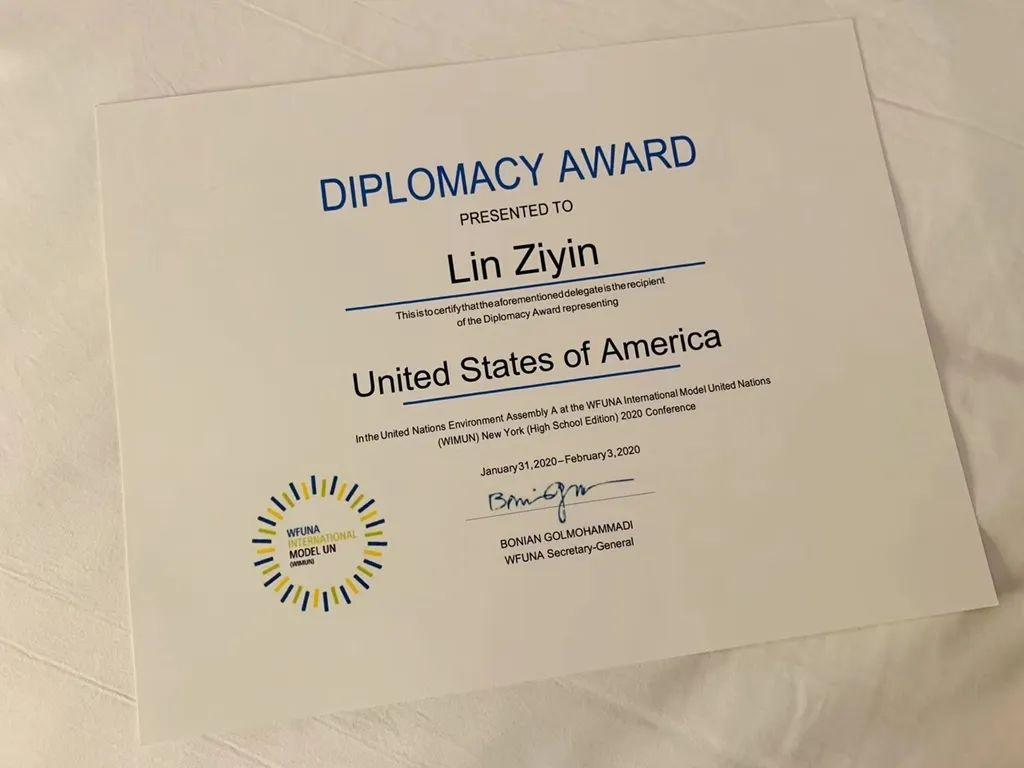 DIPLOMACY AWARD
PRESENTED TO
Lin Ziyin
This is to certify that the aforementioned delegate is the recipient
of the Diplomacy Award representing
United States of America
In the United Nations Environment Assembly A at the WFUNA International Model United Nations
(WIMUN) New York (High School Edition) 2020 Conference
January 31, 2020 – February 3, 2020
BONIAN GOLMOHAMMADI
WFUNA Secretary-General
WFUNA
INTERNATIONAL
MODEL UN
(WIMUN)